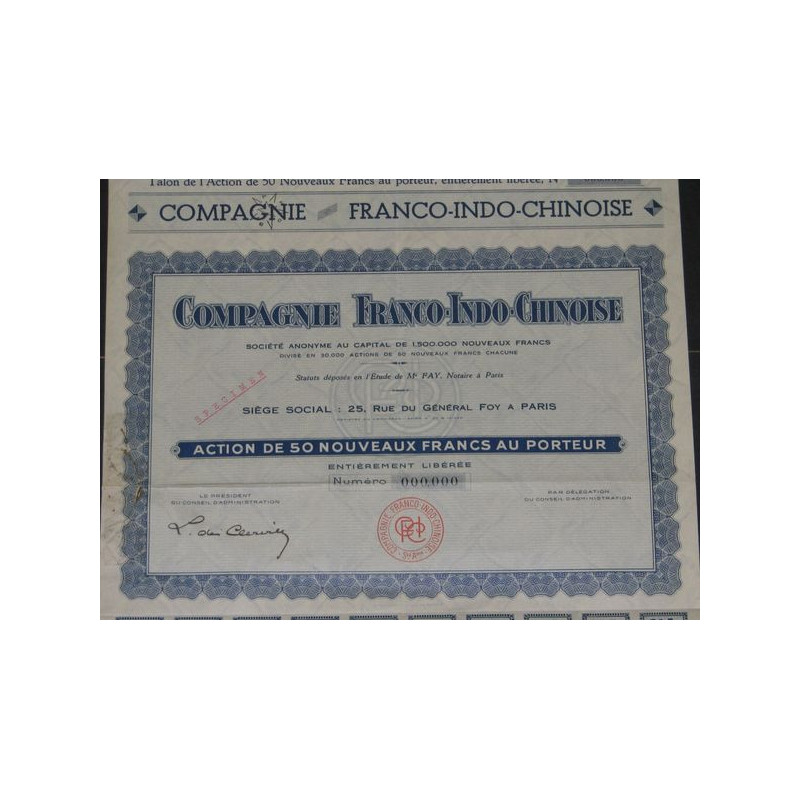 Talon de l'Action de 50 Nouveaux Francs au porteur, entièrement libérée, N
COMPAGNIE FRANCO-INDO-CHINOISE
COMPAGNIE FRANCO-INDO-CHINOISE
SOCIÉTÉ ANONYME AU CAPITAL DE 1.500.000 NOUVEAUX FRANCS
DIVISÉ EN 30.000 ACTIONS DE 50 NOUVEAUX FRANCS CHACUNE
Statuts déposés en l'Étude de Me FAY, Notaire à Paris
SPECIMEN
SIÈGE SOCIAL : 25, RUE DU GÉNÉRAL FOY A PARIS
ACTION DE 50 NOUVEAUX FRANCS AU PORTEUR
ENTIÈREMENT LIBÉRÉE
Numéro 000,000
LE PRÉSIDENT
DU CONSEIL D'ADMINISTRATION
PAR DÉLÉGATION
DU CONSEIL D'ADMINISTRATION
COMPAGNIE FRANCO-INDO-CHINOISE